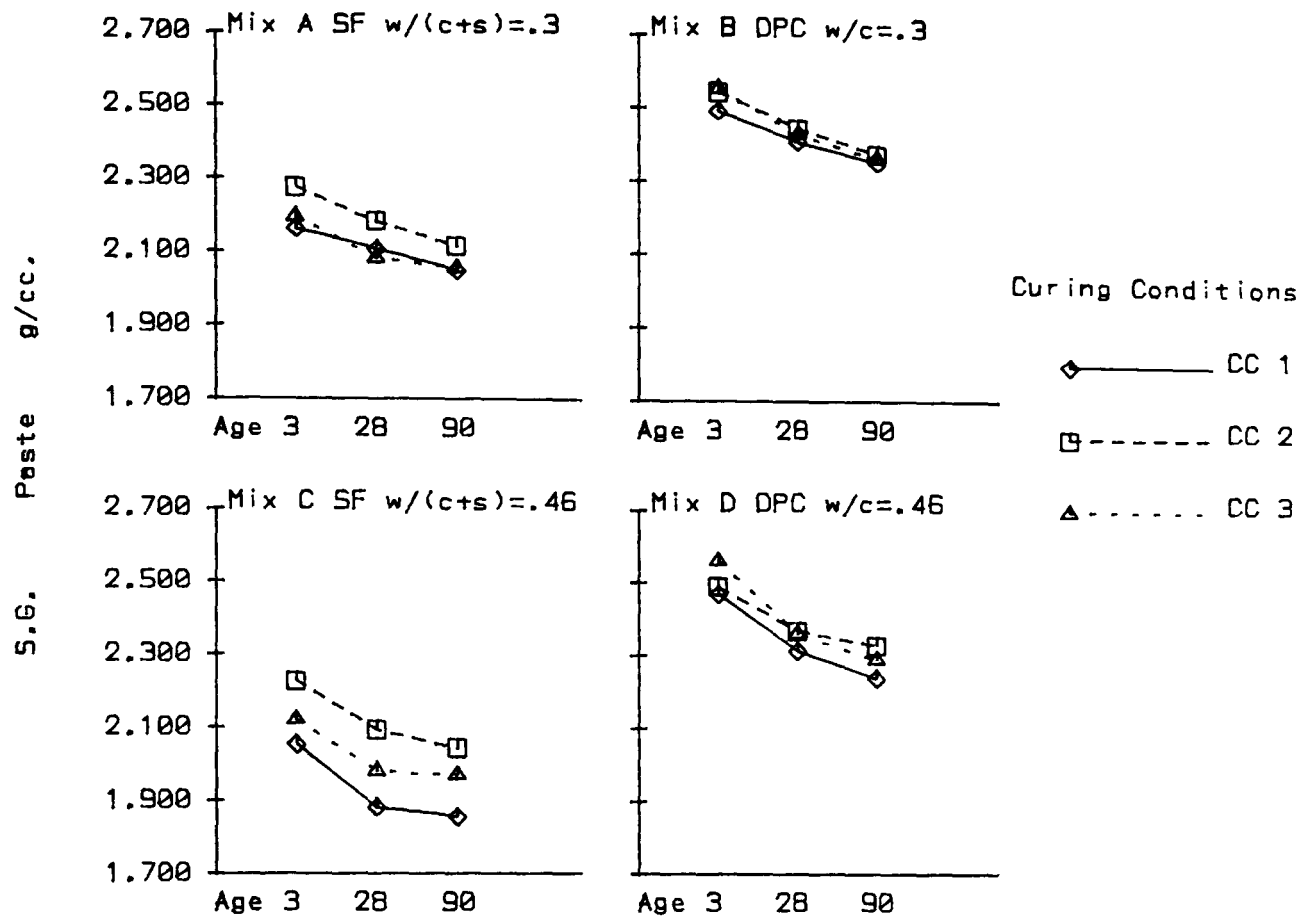 Mix A SF w/(c+s)=.3
2.700
2.500
2.300
2.100
1.900
1.700
Age 3 28 90
Mix B OPC w/c=.3
Age 3 28 90
Mix C SF w/(c+s)=.46
2.700
2.500
2.300
2.100
1.900
1.700
Age 3 28 90
Mix D OPC w/c=.46
Age 3 28 90
S.G. Paste g/cc.
Curing Conditions
CC 1
CC 2
CC 3